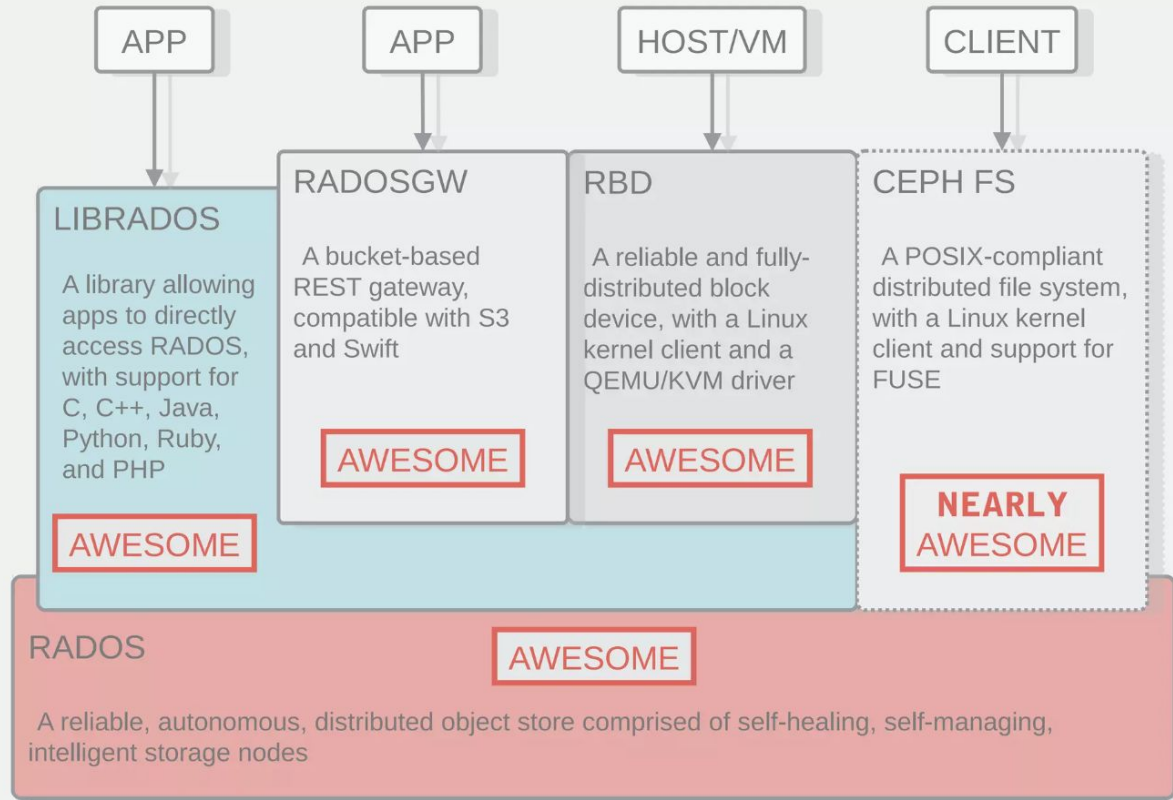 APP
APP
HOST/VM
CLIENT
LIBRADOS
A library allowing
apps to directly
access RADOS,
with support for
C, C++, Java,
Python, Ruby,
and PHP
AWESOME
RADOSGW
A bucket-based
REST gateway,
compatible with S3
and Swift
AWESOME
RBD
A reliable and fully-
distributed block
device, with a Linux
kernel client and a
QEMU/KVM driver
AWESOME
CEPH FS
A POSIX-compliant
distributed file system,
with a Linux kernel
client and support for
FUSE
NEARLY
AWESOME
RADOS
AWESOME
A reliable, autonomous, distributed object store comprised of self-healing, self-managing,
intelligent storage nodes